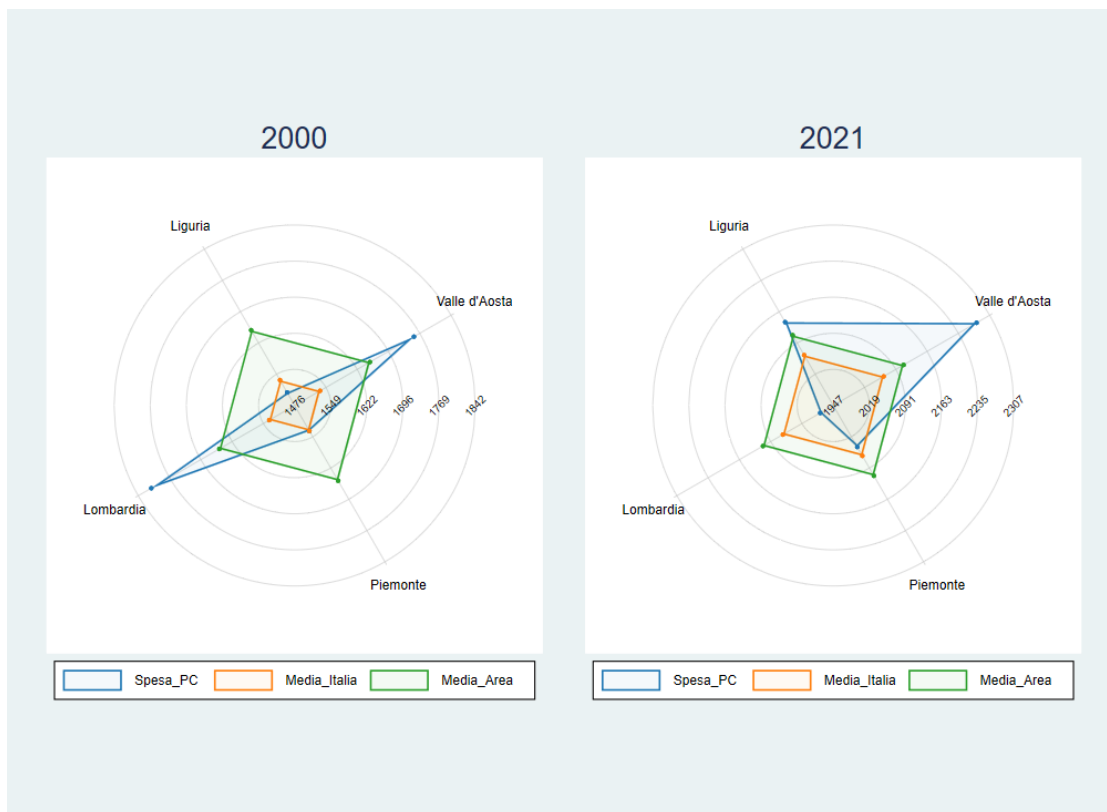 2000
Liguria
Valle d'Aosta
1476
1549
1622
1696
1769
1842
Lombardia
Piemonte
Spesa_PC
Media_Italia
Media_Area
2021
Liguria
Valle d'Aosta
1947
2019
2091
2163
2235
2307
Lombardia
Piemonte
Spesa_PC
Media_Italia
Media_Area